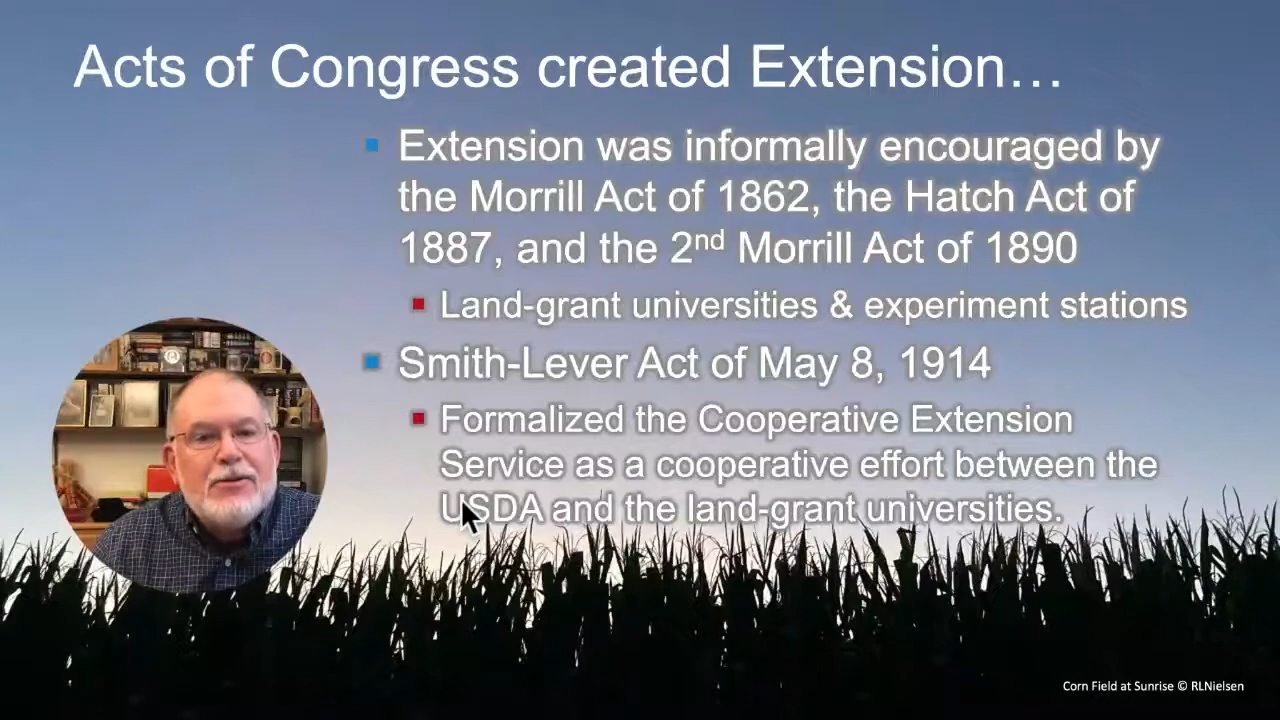 Acts of Congress created Extension…
Extension was informally encouraged by
the Morrill Act of 1862, the Hatch Act of
1887, and the 2nd Morrill Act of 1890
Land-grant universities & experiment stations
Smith-Lever Act of May 8, 1914
Formalized the Cooperative Extension
Service as a cooperative effort between the
USDA and the land-grant universities.
Corn Field at Sunrise © RLNielsen